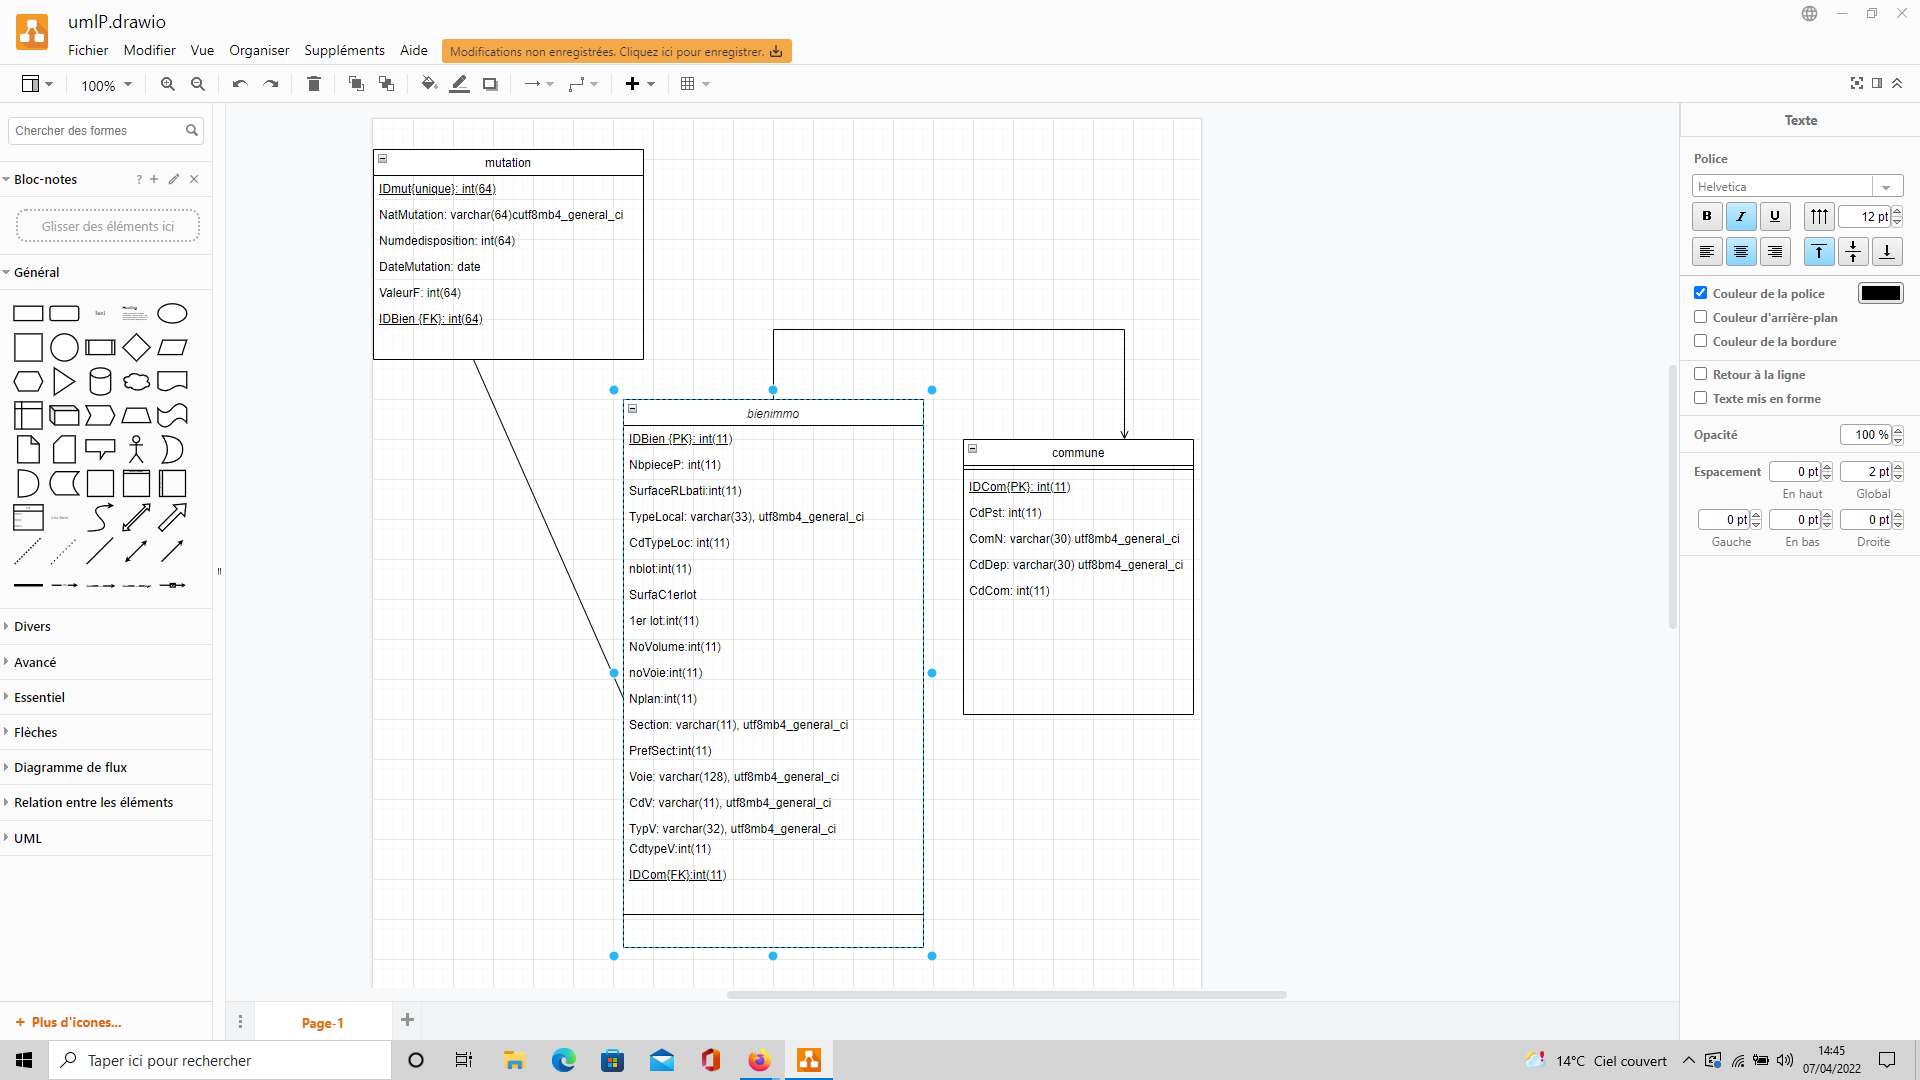 umlP.drawio
Fichier Modifier Vue Organiser Suppléments Aide
Modifications non enregistrées. Cliquez ici pour enregistrer.
100%
Chercher des formes
Bloc-notes
?
Glisser des éléments ici
Général
Text
Heading
List Item
Divers
Avancé
Essentiel
Flèches
Diagramme de flux
Relation entre les éléments
UML
+ Plus d'icones...
mutation
IDmut{unique}: int(64)
NatMutation: varchar(64)cutf8mb4_general_ci
Numdedisposition: int(64)
DateMutation: date
ValeurF: int(64)
IDBien {FK}: int(64)
bienimmo
IDBien {PK}: int(11)
NbpieceP: int(11)
SurfaceRLbati:int(11)
TypeLocal: varchar(33), utf8mb4_general_ci
CdTypeLoc: int(11)
nblot:int(11)
SurfaC1erlot
1er lot:int(11)
NoVolume:int(11)
noVoie:int(11)
Nplan:int(11)
Section: varchar(11), utf8mb4_general_ci
PrefSect:int(11)
Voie: varchar(128), utf8mb4_general_ci
CdV: varchar(11), utf8mb4_general_ci
TypV: varchar(32), utf8mb4_general_ci
CdtypeV:int(11)
IDCom{FK}:int(11)
commune
IDCom{PK}: int(11)
CdPst: int(11)
ComN: varchar(30) utf8mb4_general_ci
CdDep: varchar(30) utf8bm4_general_ci
CdCom: int(11)
Page-1
Texte
Police
Helvetica
B I U 12 pt
Couleur de la police
Couleur d'arrière-plan
Couleur de la bordure
Retour à la ligne
Texte mis en forme
Opacité 100 %
Espacement 0 pt 2 pt
En haut Global
0 pt 0 pt 0 pt
Gauche En bas Droite
Taper ici pour rechercher
14°C Ciel couvert
14:45
07/04/2022